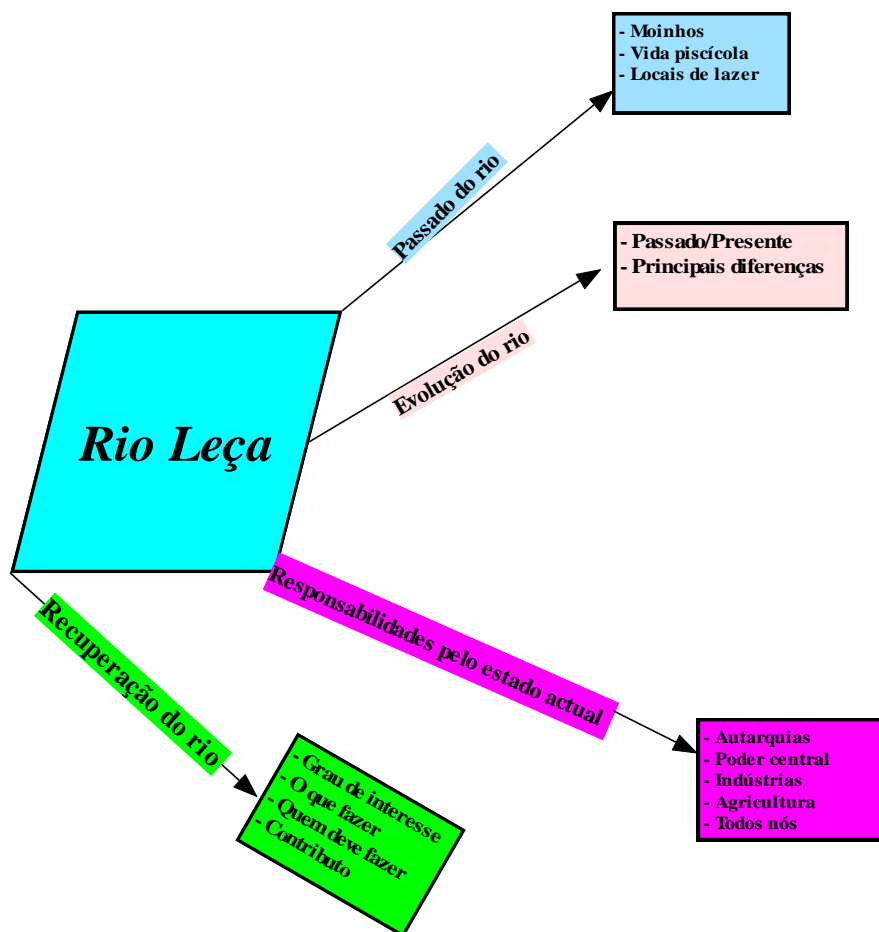 - Moinhos
- Vida piscícola
- Locais de lazer
Passado do rio
- Passado/Presente
- Principais diferenças
Evolução do rio
Rio Leça
Responsabilidades pelo estado actual
- Autarquias
- Poder central
- Indústrias
- Agricultura
- Todos nós
Recuperação do rio
- Grau de interesse
- O que fazer
- Quem deve fazer
- Contributo